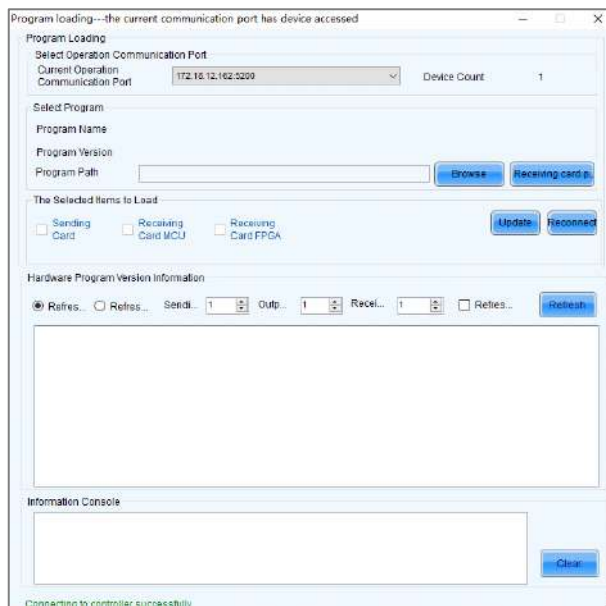 Program loading---the current communication port has device accessed
Program Loading
Select Operation Communication Port
Current Operation
Communication Port
172.18.12.162:5200
Device Count
1
Select Program
Program Name
Program Version
Program Path
Browse
Receiving card p..
The Selected Items to Load
Sending
Card
Receiving
Card MCU
Receiving
Card FPGA
Update
Reconnect
Hardware Program Version Information
Refres... Refres... Sendi... 1 Outp... 1 Recei... 1 Refres... Refresh
Information Console
Clear
Connecting to controller successfully